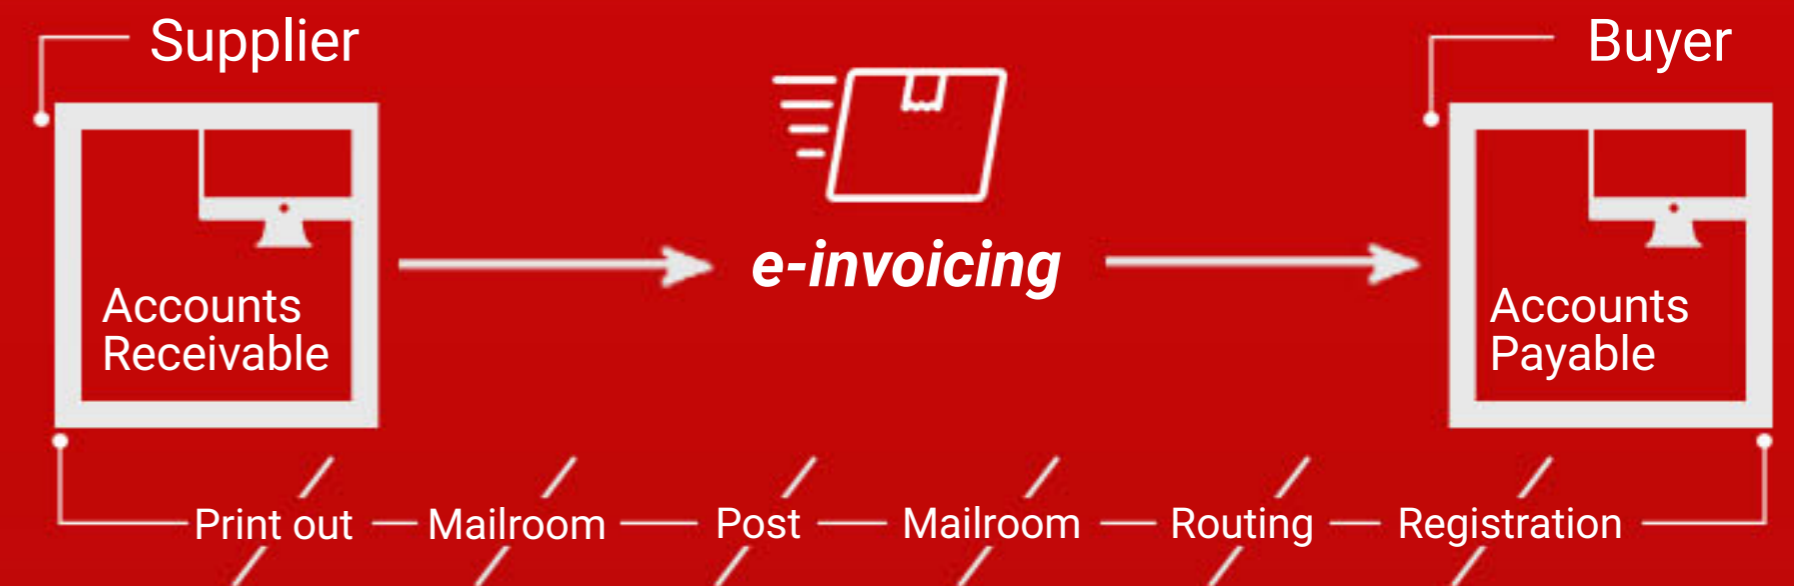 Supplier
Buyer
e-invoicing
Accounts
Receivable
Accounts
Payable
Print out
Mailroom
Post
Mailroom
Routing
Registration